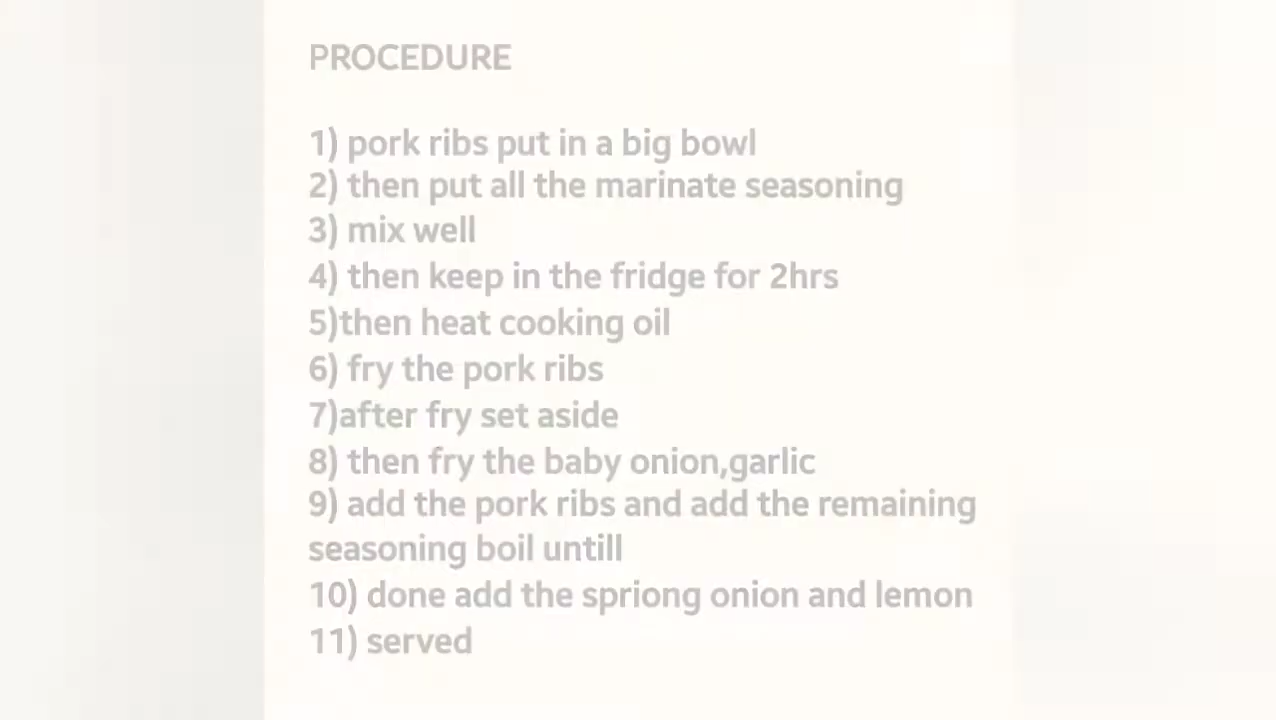 PROCEDURE
1) pork ribs put in a big bowl
2) then put all the marinate seasoning
3) mix well
4) then keep in the fridge for 2hrs
5)then heat cooking oil
6) fry the pork ribs
7)after fry set aside
8) then fry the baby onion,garlic
9) add the pork ribs and add the remaining
seasoning boil untill
10) done add the spriong onion and lemon
11) served